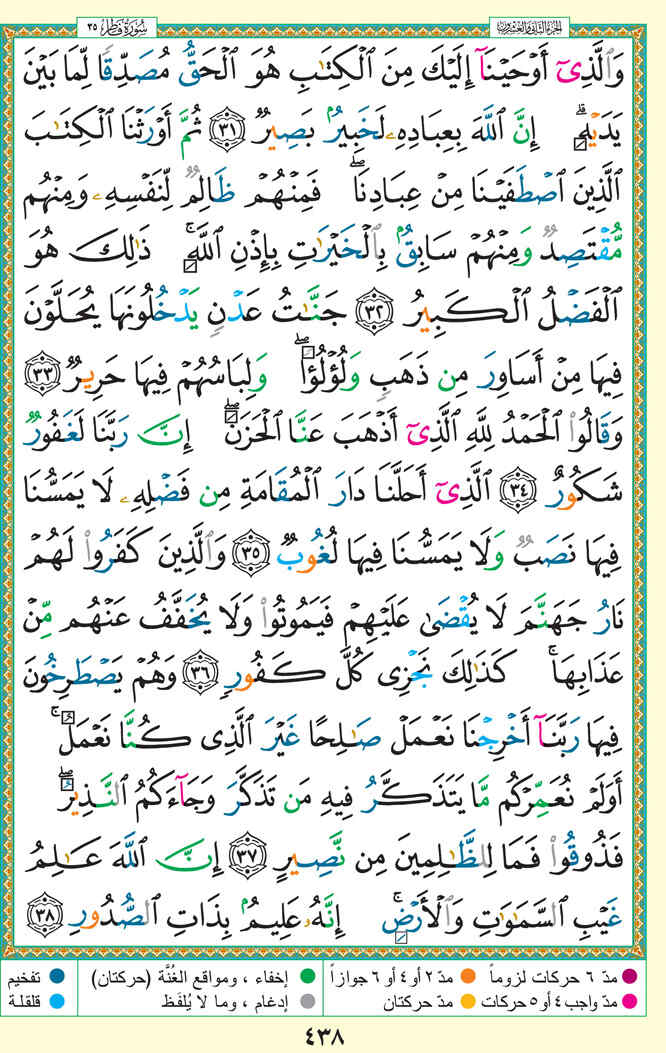 سُورَةُ فَاطِرٍ ٣٥
الجزء الثاني والعشرون
وَٱلَّذِىٓ أَوْحَيْنَآ إِلَيْكَ مِنَ ٱلْكِتَٰبِ هُوَ ٱلْحَقُّ مُصَدِّقًا لِّمَا بَيْنَ
يَدَيْهِ ۗ إِنَّ ٱللَّهَ بِعِبَادِهِۦ لَخَبِيرٌۢ بَصِيرٌ ٣١ ثُمَّ أَوْرَثْنَا ٱلْكِتَٰبَ
ٱلَّذِينَ ٱصْطَفَيْنَا مِنْ عِبَادِنَا ۖ فَمِنْهُمْ ظَالِمٌ لِّنَفْسِهِۦ وَمِنْهُم
مُّقْتَصِدٌ وَمِنْهُمْ سَابِقٌۢ بِٱلْخَيْرَٰتِ بِإِذْنِ ٱللَّهِ ۚ ذَٰلِكَ هُوَ
ٱلْفَضْلُ ٱلْكَبِيرُ ٣٢ جَنَّٰتُ عَدْنٍ يَدْخُلُونَهَا يُحَلَّوْنَ
فِيهَا مِنْ أَسَاوِرَ مِن ذَهَبٍ وَلُؤْلُؤًا ۖ وَلِبَاسُهُمْ فِيهَا حَرِيرٌ ٣٣
وَقَالُوا۟ ٱلْحَمْدُ لِلَّهِ ٱلَّذِىٓ أَذْهَبَ عَنَّا ٱلْحَزَنَ ۖ إِنَّ رَبَّنَا لَغَفُورٌ
شَكُورٌ ٣٤ ٱلَّذِىٓ أَحَلَّنَا دَارَ ٱلْمُقَامَةِ مِن فَضْلِهِۦ لَا يَمَسُّنَا
فِيهَا نَصَبٌ وَلَا يَمَسُّنَا فِيهَا لُغُوبٌ ٣٥ وَٱلَّذِينَ كَفَرُوا۟ لَهُمْ
نَارُ جَهَنَّمَ لَا يُقْضَىٰ عَلَيْهِمْ فَيَمُوتُوا۟ وَلَا يُخَفَّفُ عَنْهُم مِّنْ
عَذَابِهَا ۚ كَذَٰلِكَ نَجْزِى كُلَّ كَفُورٍ ٣٦ وَهُمْ يَصْطَرِخُونَ
فِيهَا رَبَّنَآ أَخْرِجْنَا نَعْمَلْ صَٰلِحًا غَيْرَ ٱلَّذِى كُنَّا نَعْمَلُ ۚ
أَوَلَمْ نُعَمِّرْكُم مَّا يَتَذَكَّرُ فِيهِ مَن تَذَكَّرَ وَجَآءَكُمُ ٱلنَّذِيرُ ۖ
فَذُوقُوا۟ فَمَا لِلظَّٰلِمِينَ مِن نَّصِيرٍ ٣٧ إِنَّ ٱللَّهَ عَٰلِمُ
غَيْبِ ٱلسَّمَٰوَٰتِ وَٱلْأَرْضِ ۚ إِنَّهُۥ عَلِيمٌۢ بِذَاتِ ٱلصُّدُورِ ٣٨
مدّ ٦ حركات لزوماً مدّ ٢ أو ٤ أو ٦ جوازاً إخفاء ، ومواقع الغُنَّة (حركتان) تفخيم
مدّ واجب ٤ أو ٥ حركات مدّ حركتان إدغام ، وما لا يُلفَظ قلقلة
٤٣٨